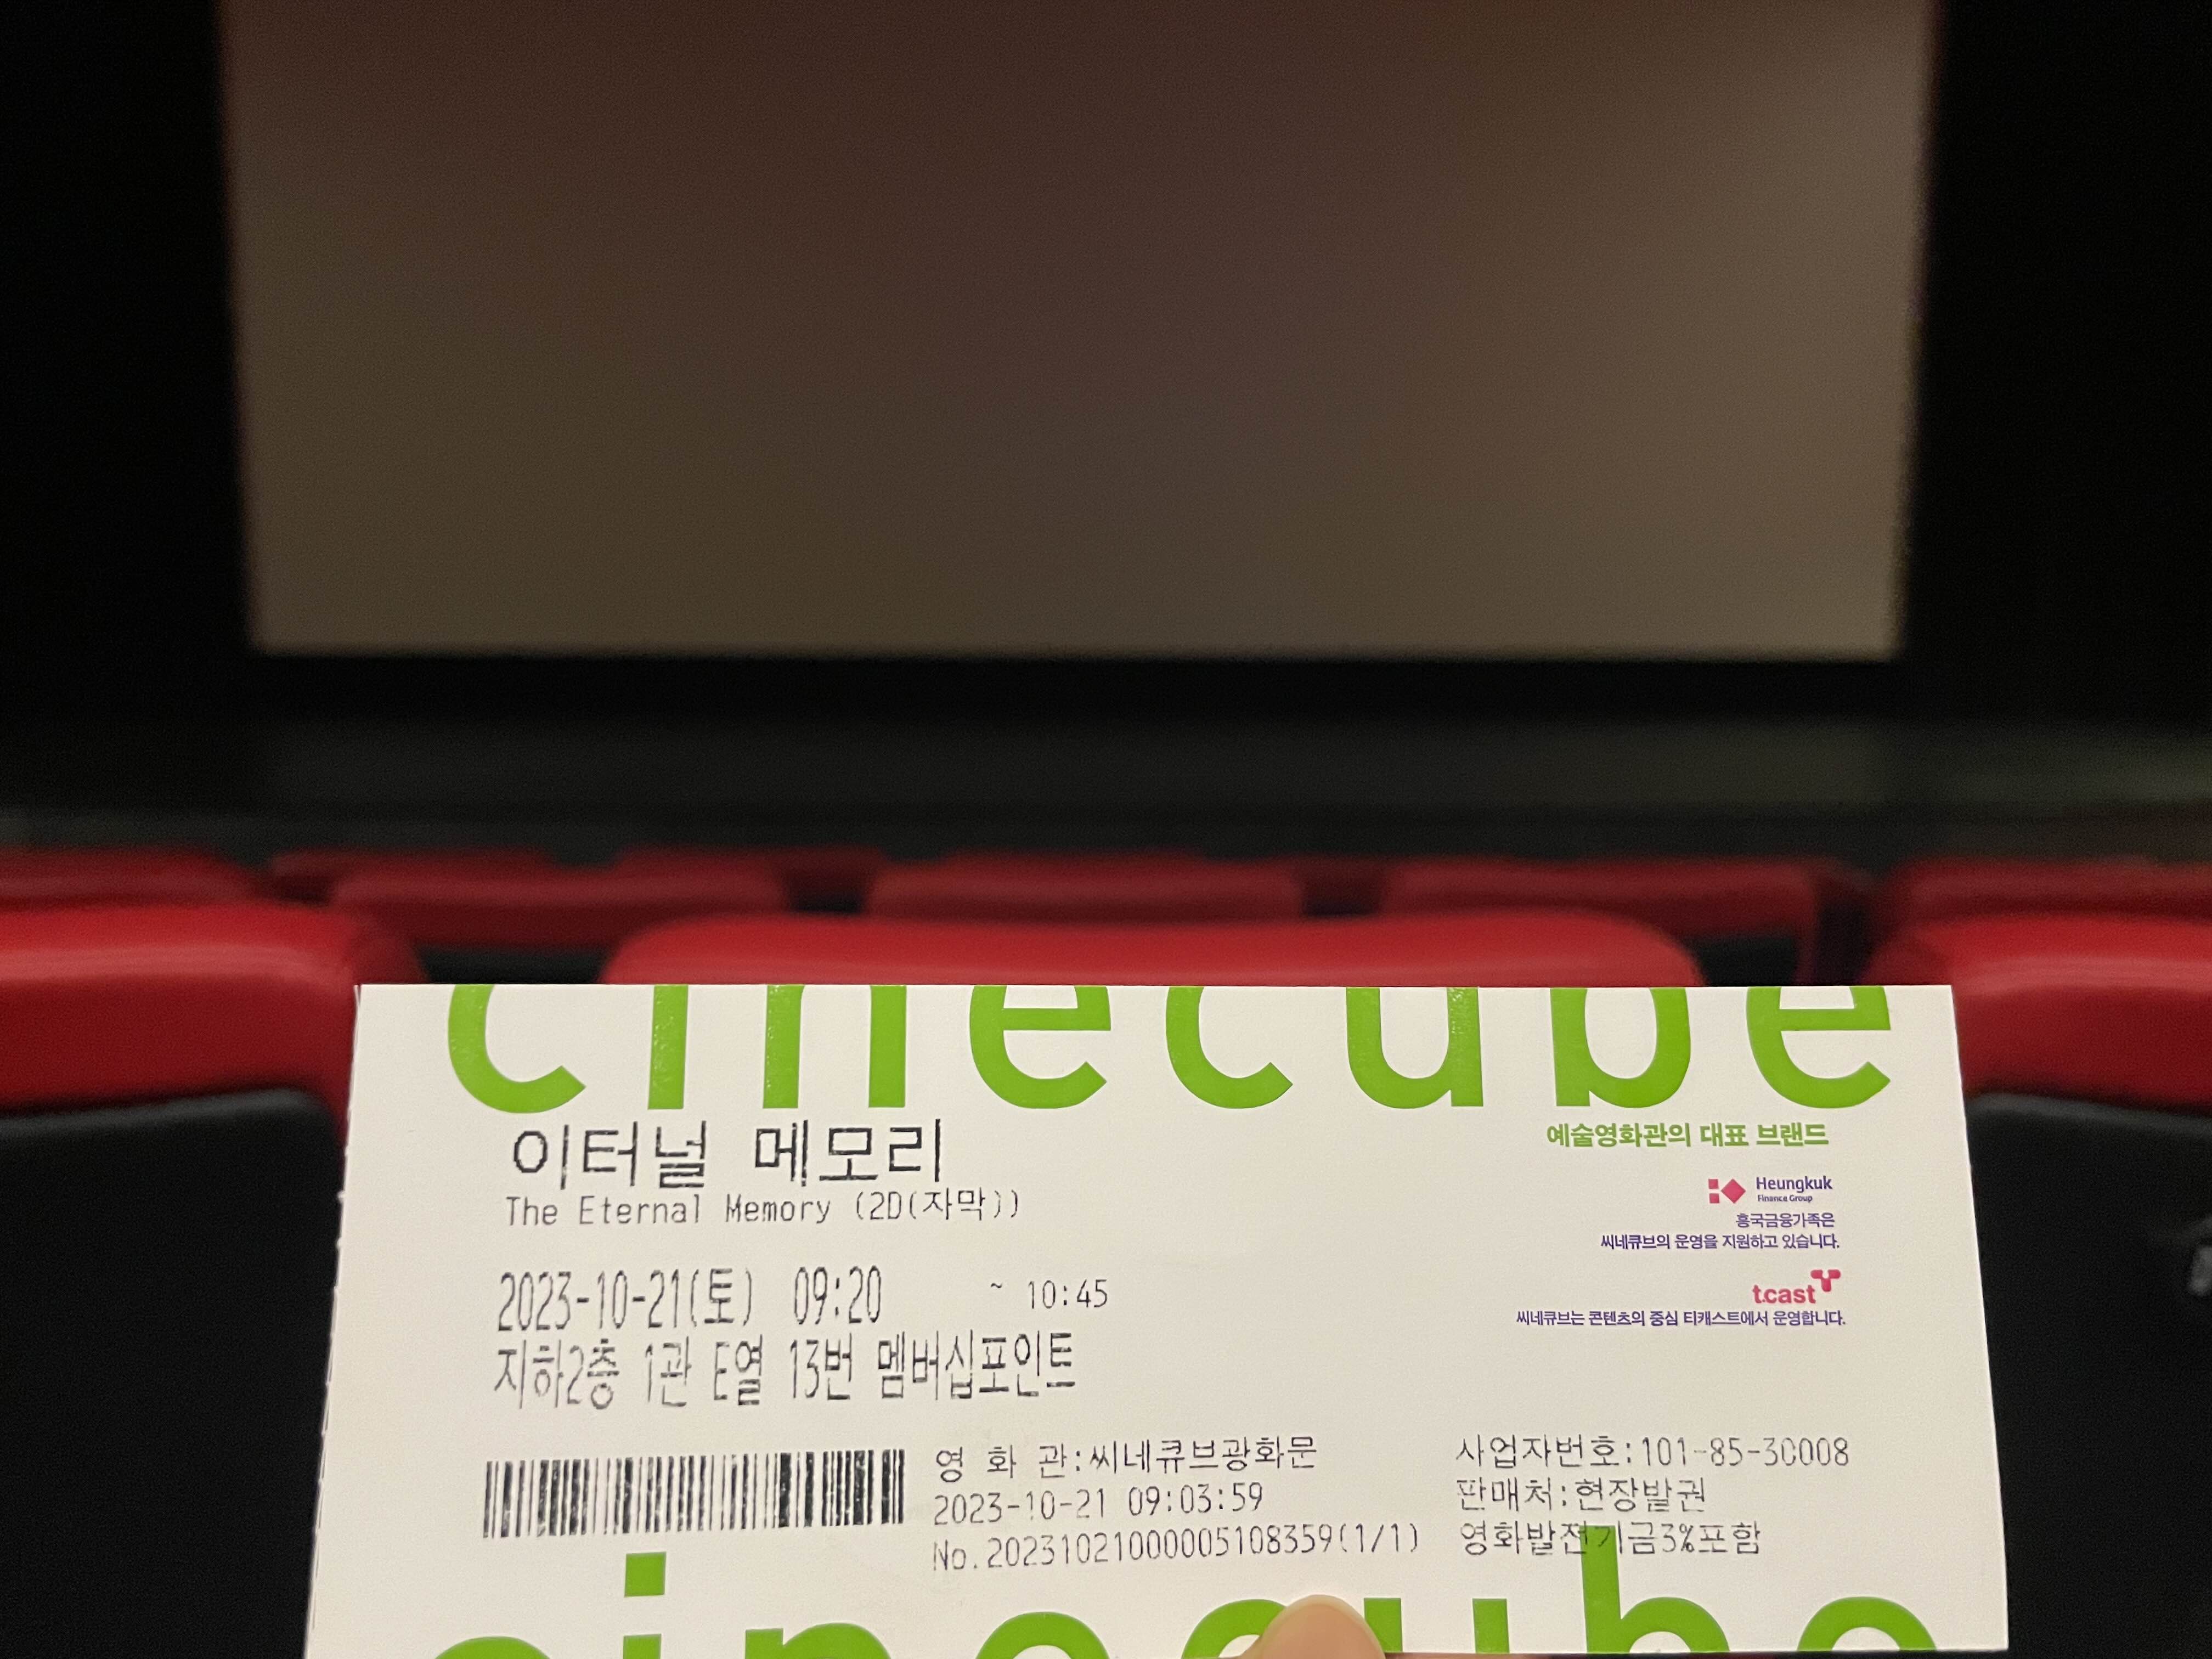 cinecube
이터널 메모리
The Eternal Memory (2D(자막))
2023-10-21(토) 09:20 ~ 10:45
지하2층 1관 E열 13번 멤버십포인트
예술영화관의 대표 브랜드
Heungkuk
Finance Group
흥국금융가족은
씨네큐브의 운영을 지원하고 있습니다.
t.cast
씨네큐브는 콘텐츠의 중심 티캐스트에서 운영합니다.
영 화 관:씨네큐브광화문
2023-10-21 09:03:59
No.20231021000005108359(1/1)
사업자번호:101-85-30008
판매처:현장발권
영화발전기금3%포함
cinecube